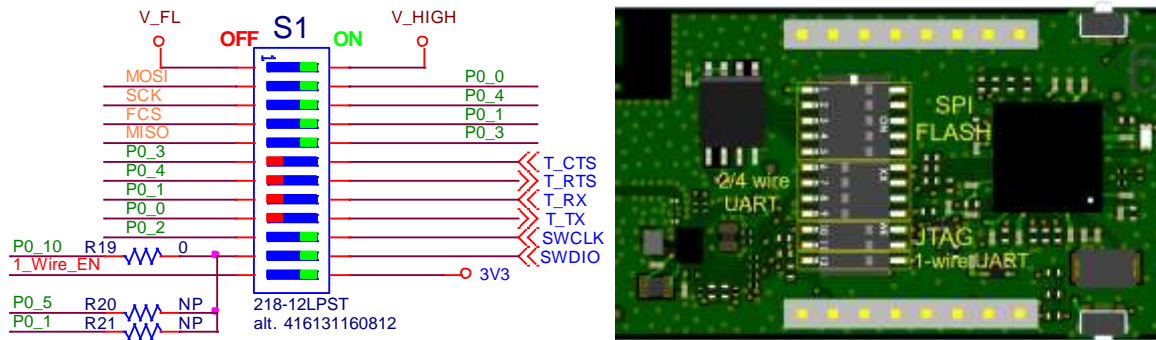 V_FL
S1
V_HIGH
OFF
ON
1
MOSI
P0_0
SCK
P0_4
FCS
P0_1
MISO
P0_3
P0_3
T_CTS
P0_4
T_RTS
P0_1
T_RX
P0_0
T_TX
P0_2
SWCLK
P0_10
R19
0
SWDIO
1_Wire_EN
3V3
P0_5
R20
NP
218-12LPST
P0_1
R21
NP
alt. 416131160812
SPI
FLASH
ON
2/4 wire
UART
JTAG
1-wire UART